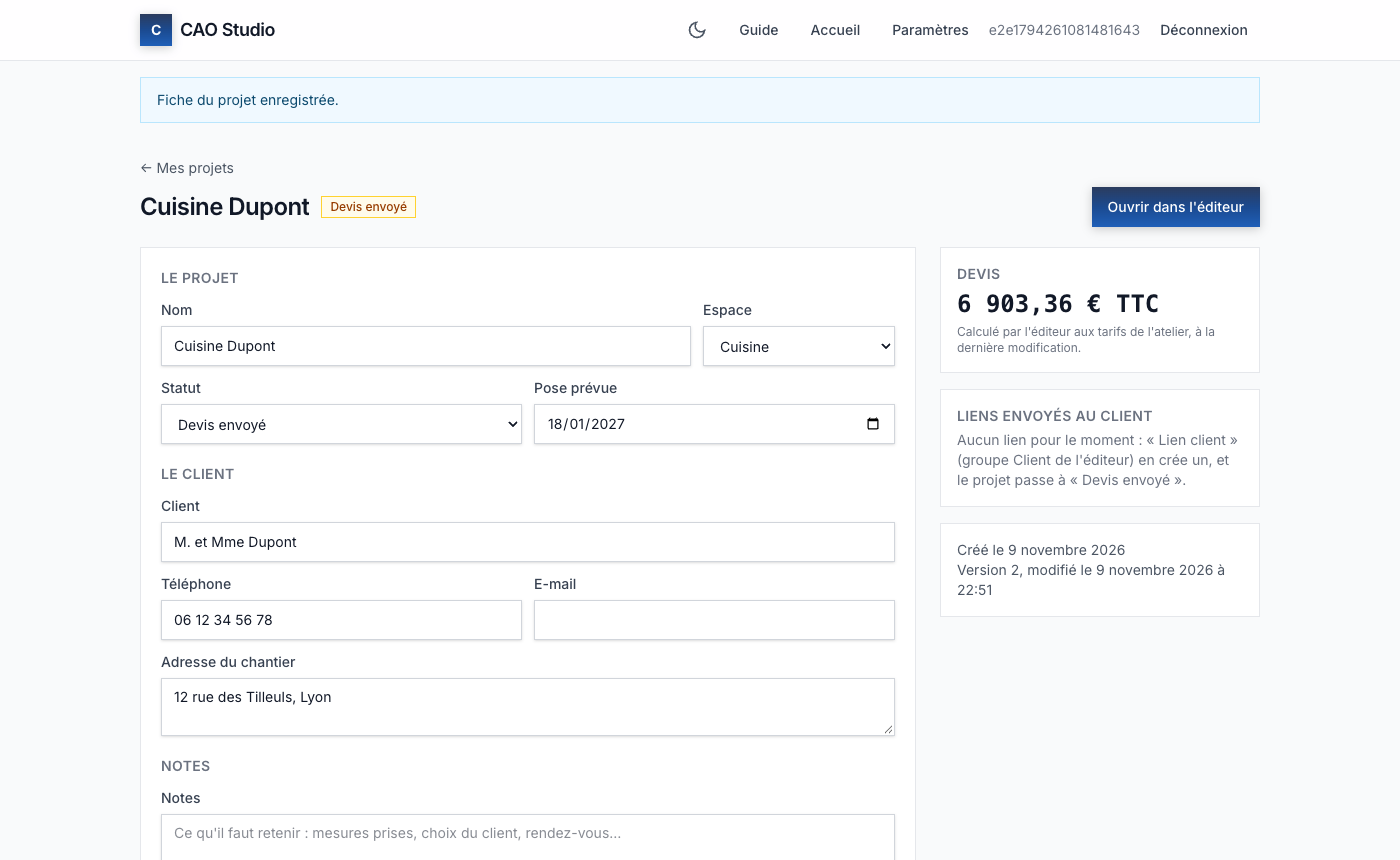 C CAO Studio
Guide Accueil Paramètres e2e1794261081481643 Déconnexion
Fiche du projet enregistrée.
← Mes projets
Cuisine Dupont Devis envoyé
Ouvrir dans l'éditeur
LE PROJET
Nom Espace
Cuisine Dupont Cuisine
Statut Pose prévue
Devis envoyé 18/01/2027
LE CLIENT
Client
M. et Mme Dupont
Téléphone E-mail
06 12 34 56 78
Adresse du chantier
12 rue des Tilleuls, Lyon
NOTES
Notes
Ce qu'il faut retenir : mesures prises, choix du client, rendez-vous...
DEVIS
6 903,36 € TTC
Calculé par l'éditeur aux tarifs de l'atelier, à la
dernière modification.
LIENS ENVOYÉS AU CLIENT
Aucun lien pour le moment : « Lien client »
(groupe Client de l'éditeur) en crée un, et
le projet passe à « Devis envoyé ».
Créé le 9 novembre 2026
Version 2, modifié le 9 novembre 2026 à
22:51